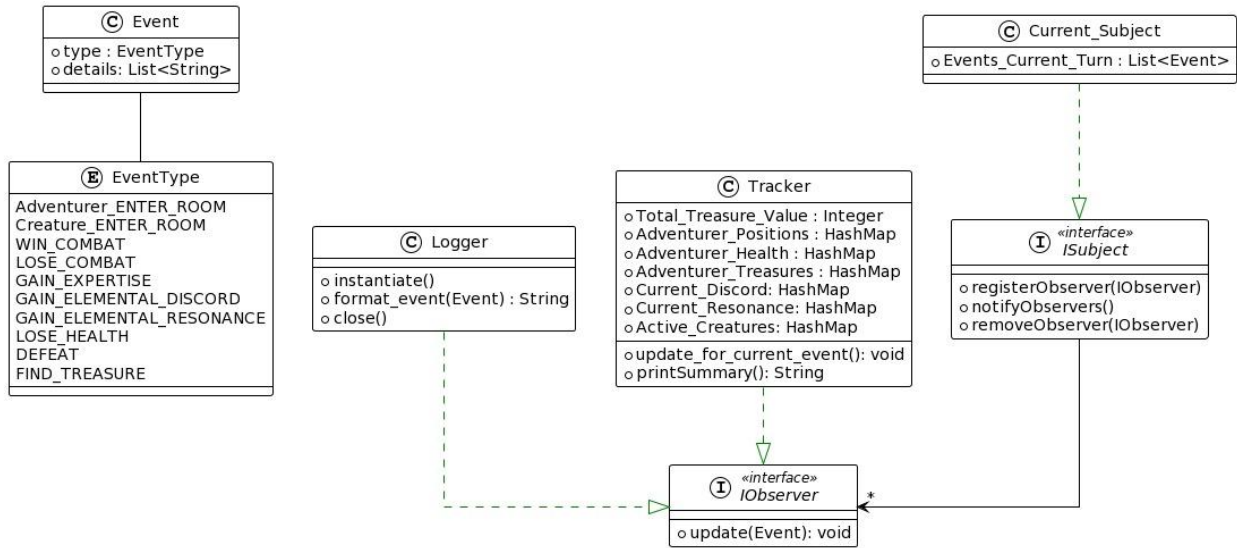 C Event
type : EventType
details: List<String>
E EventType
Adventurer_ENTER_ROOM
Creature_ENTER_ROOM
WIN_COMBAT
LOSE_COMBAT
GAIN_EXPERTISE
GAIN_ELEMENTAL_DISCORD
GAIN_ELEMENTAL_RESONANCE
LOSE_HEALTH
DEFEAT
FIND_TREASURE
C Logger
instantiate()
format_event(Event) : String
close()
C Tracker
Total_Treasure_Value : Integer
Adventurer_Positions : HashMap
Adventurer_Health : HashMap
Adventurer_Treasures : HashMap
Current_Discord: HashMap
Current_Resonance: HashMap
Active_Creatures: HashMap
update_for_current_event(): void
printSummary(): String
C Current_Subject
Events_Current_Turn : List<Event>
«interface»
I ISubject
registerObserver(IObserver)
notifyObservers()
removeObserver(IObserver)
«interface»
I IObserver
update(Event): void
*